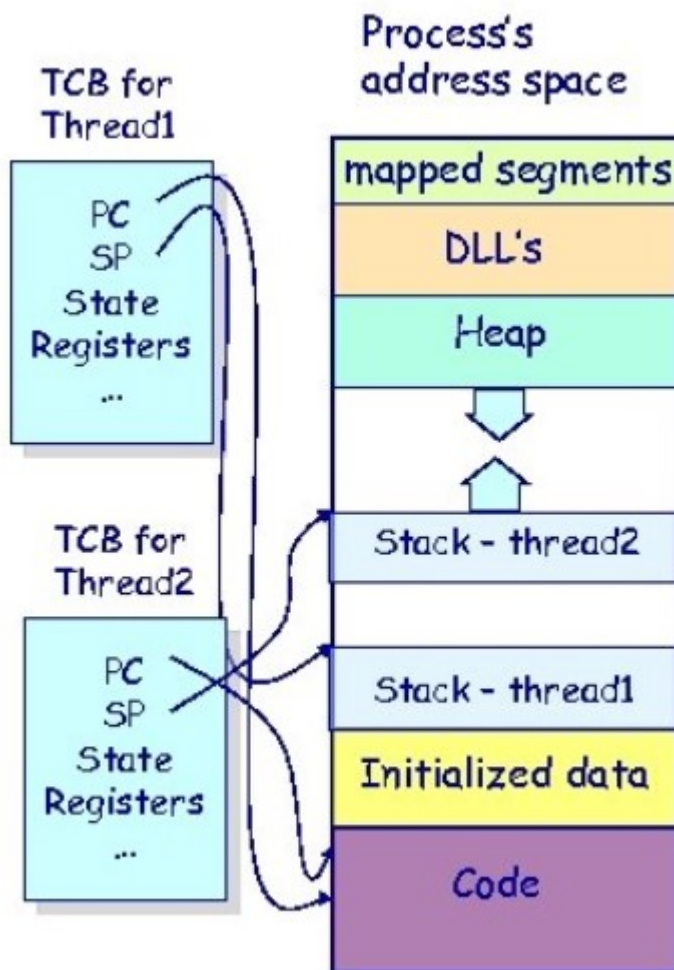 Process's
address space
TCB for
Thread1
PC
SP
State
Registers
...
mapped segments
DLL's
Heap
Stack - thread2
TCB for
Thread2
PC
SP
State
Registers
...
Stack - thread1
Initialized data
Code